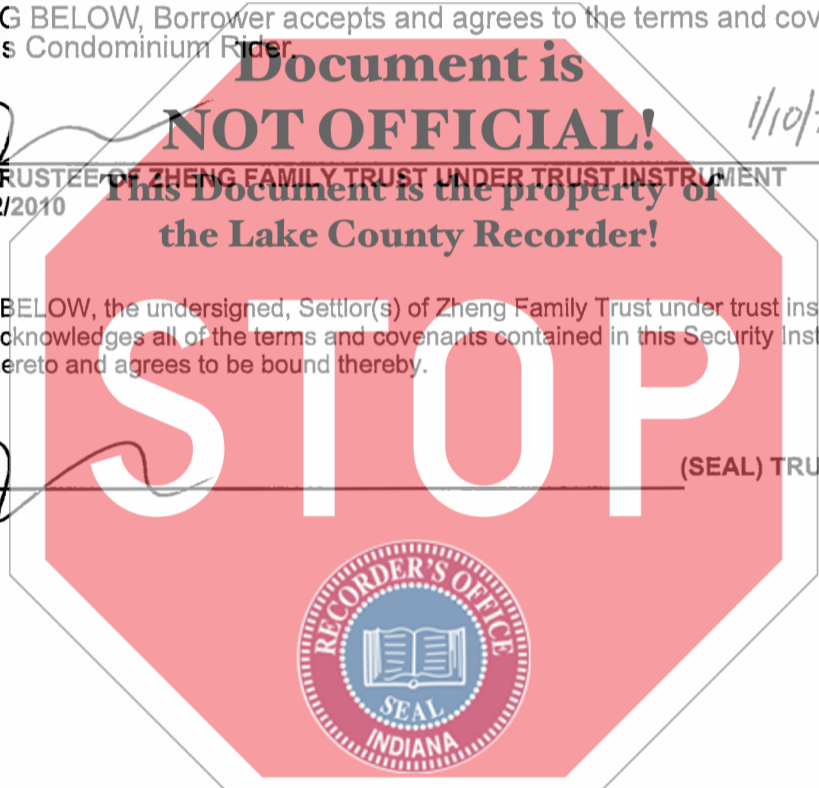 G BELOW, Borrower accepts and agrees to the terms and cov
s Condominium Rider.
Document is
NOT OFFICIAL!
1/10/
RUSTEE OF ZHENG FAMILY TRUST UNDER TRUST INSTRUMENT
This Document is the property of
2/2010
the Lake County Recorder!
BELOW, the undersigned, Settlor(s) of Zheng Family Trust under trust ins
cknowledges all of the terms and covenants contained in this Security Inst
ereto and agrees to be bound thereby.
STOP
(SEAL) TRU
RECORDER'S OFFICE
SEAL
INDIANA